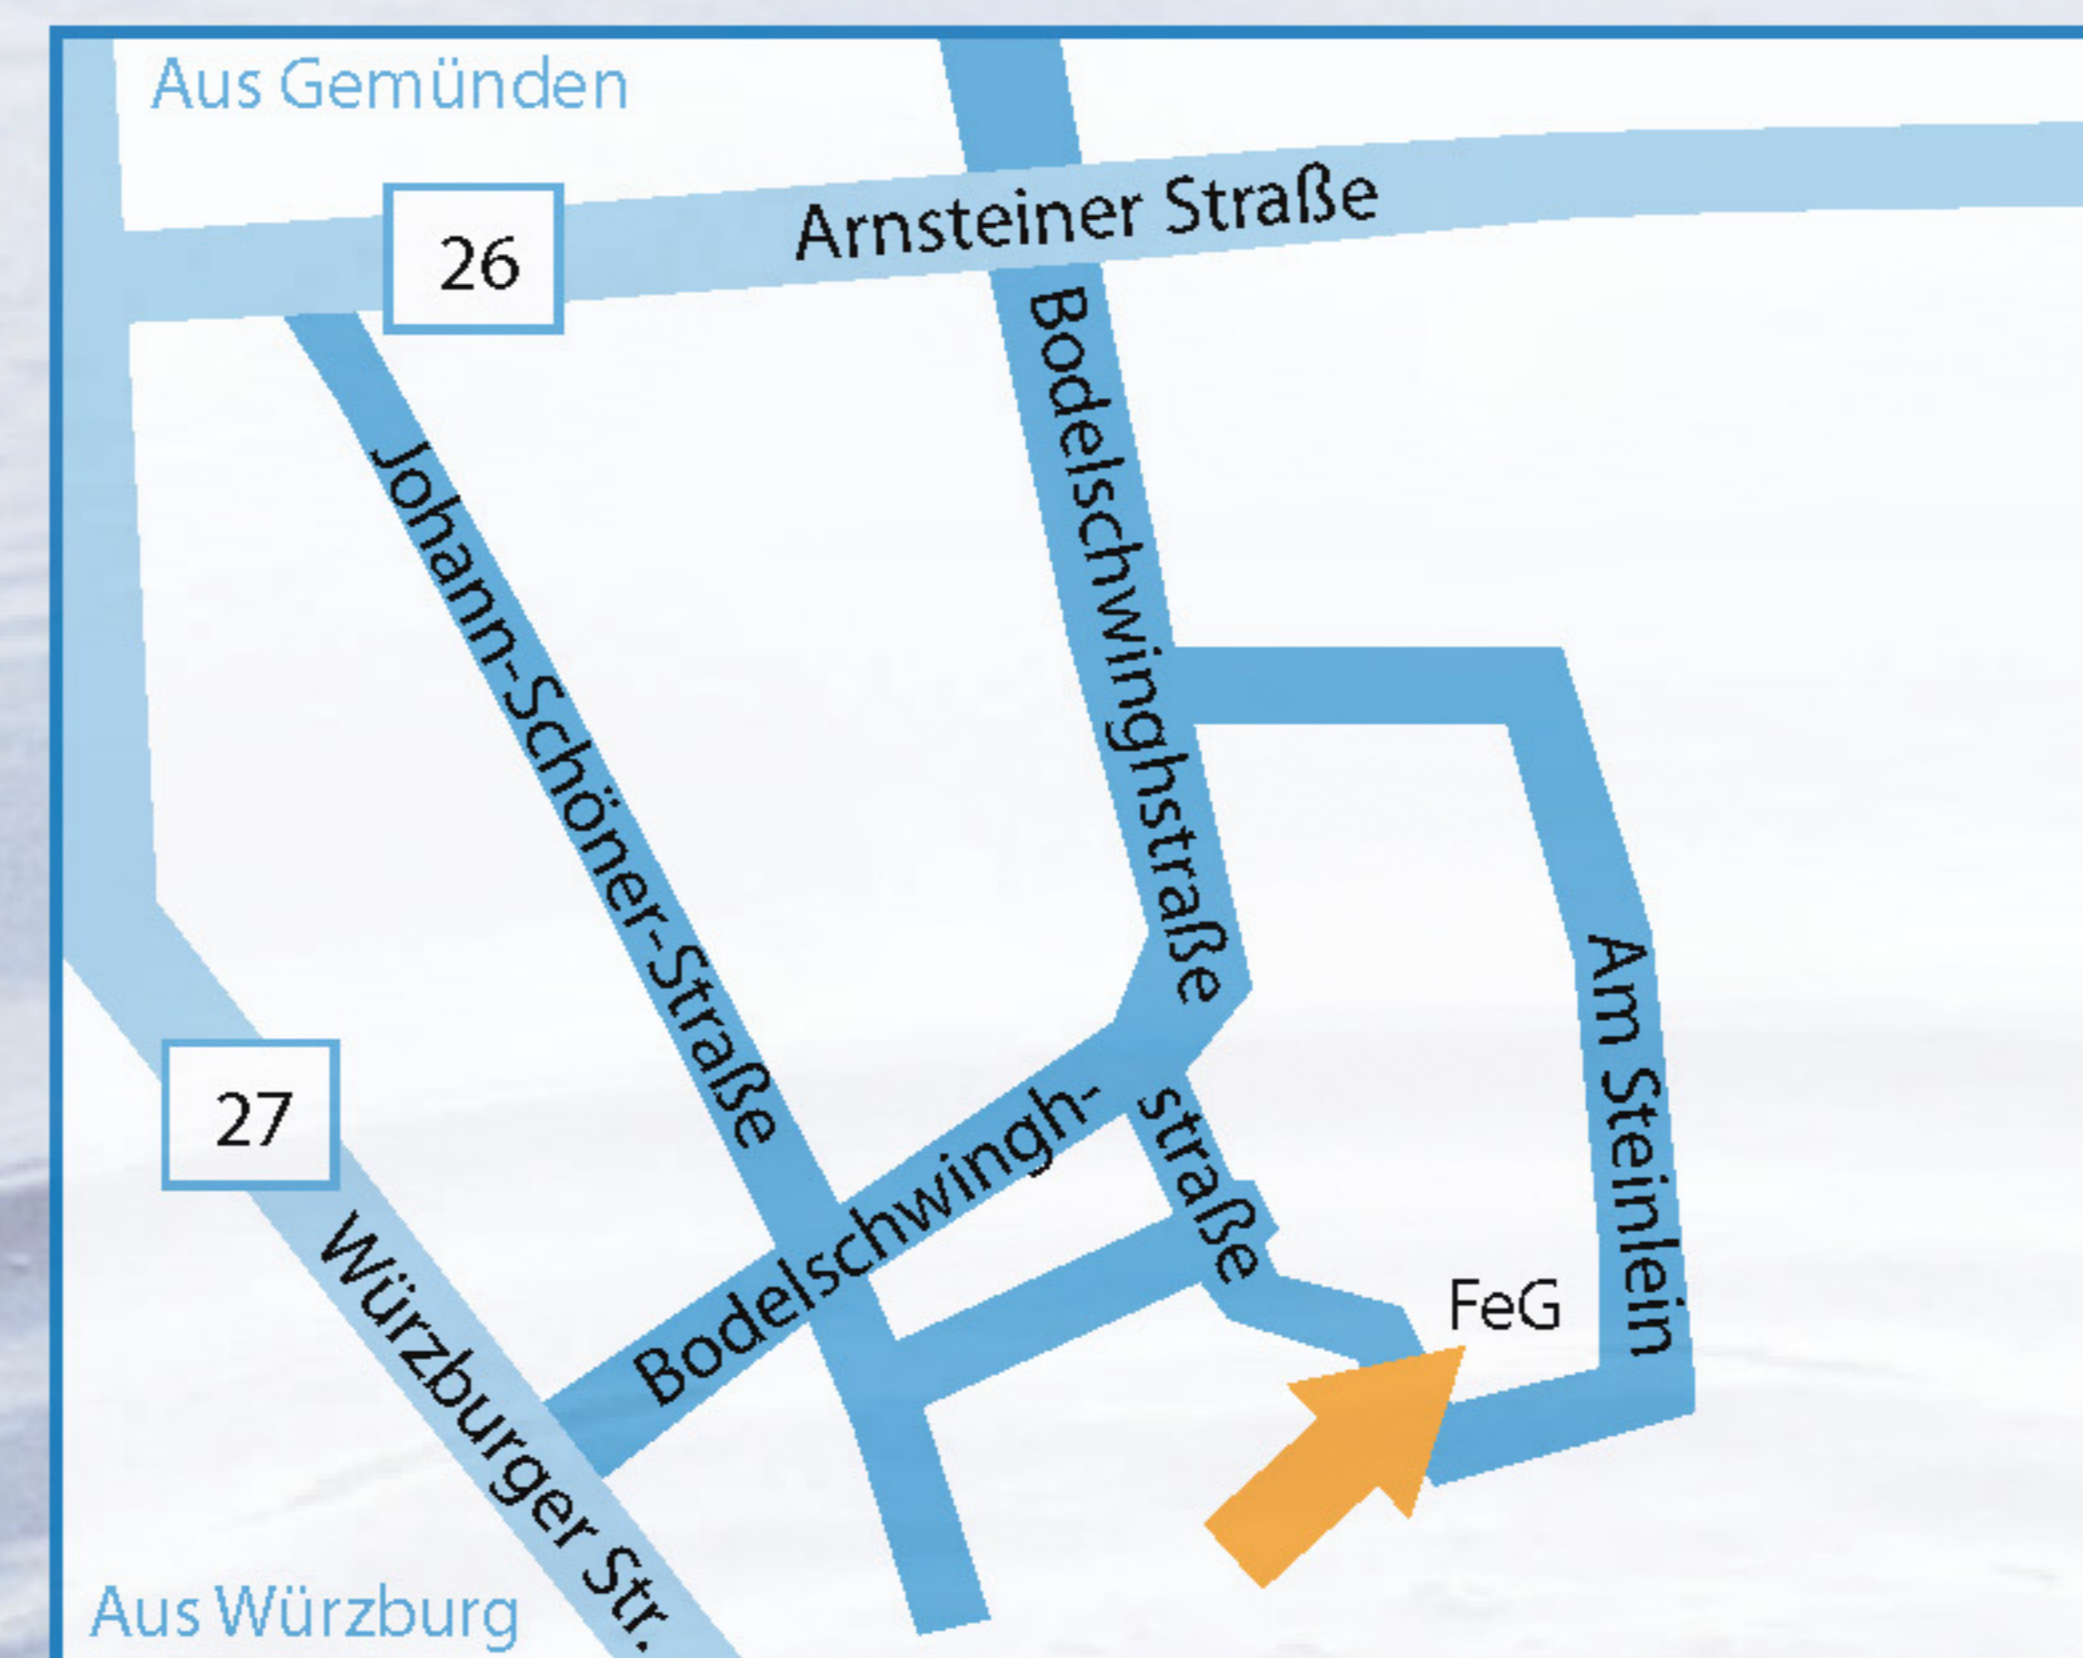 Aus Gemünden
26
Arnsteiner Straße
Bodelschwinghstraße
Johann-Schöner-Straße
Am Steinlein
27
Bodelschwingh-
straße
FeG
Würzburger Str.
Aus Würzburg